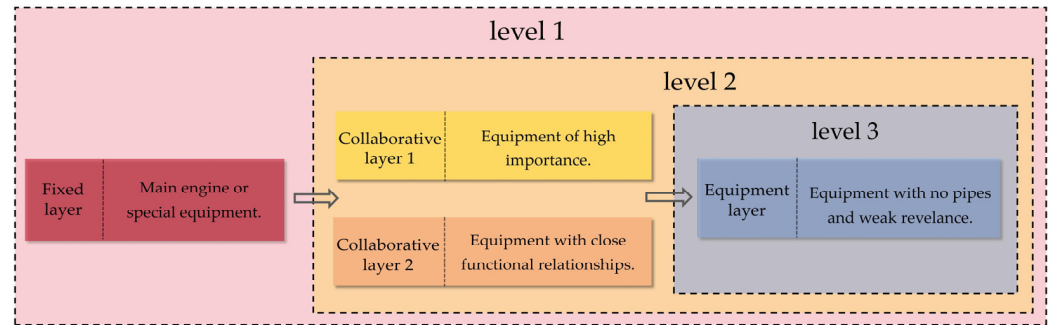 level 1
level 2
level 3
Fixed
layer
Main engine or
special equipment.
Collaborative
layer 1
Equipment of high
importance.
Collaborative
layer 2
Equipment with close
functional relationships.
Equipment
layer
Equipment with no pipes
and weak revelance.